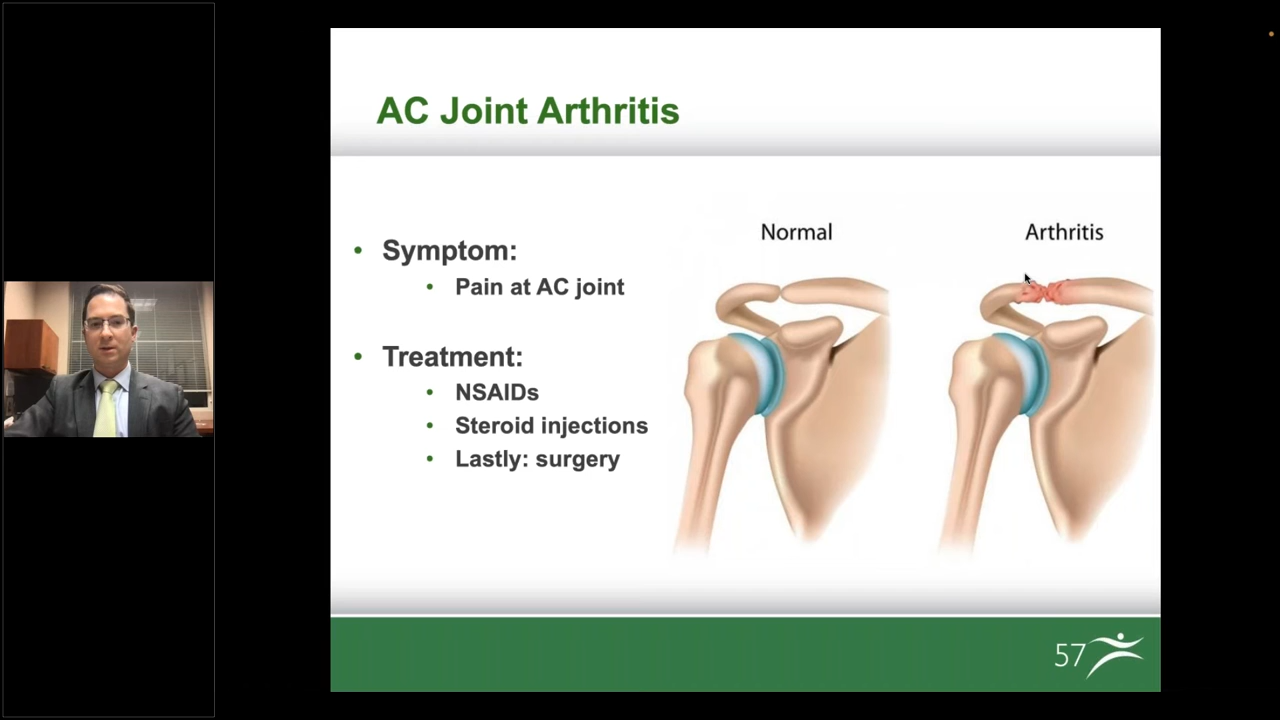 AC Joint Arthritis
• Symptom:
• Pain at AC joint
• Treatment:
• NSAIDs
• Steroid injections
• Lastly: surgery
Normal
Arthritis
57